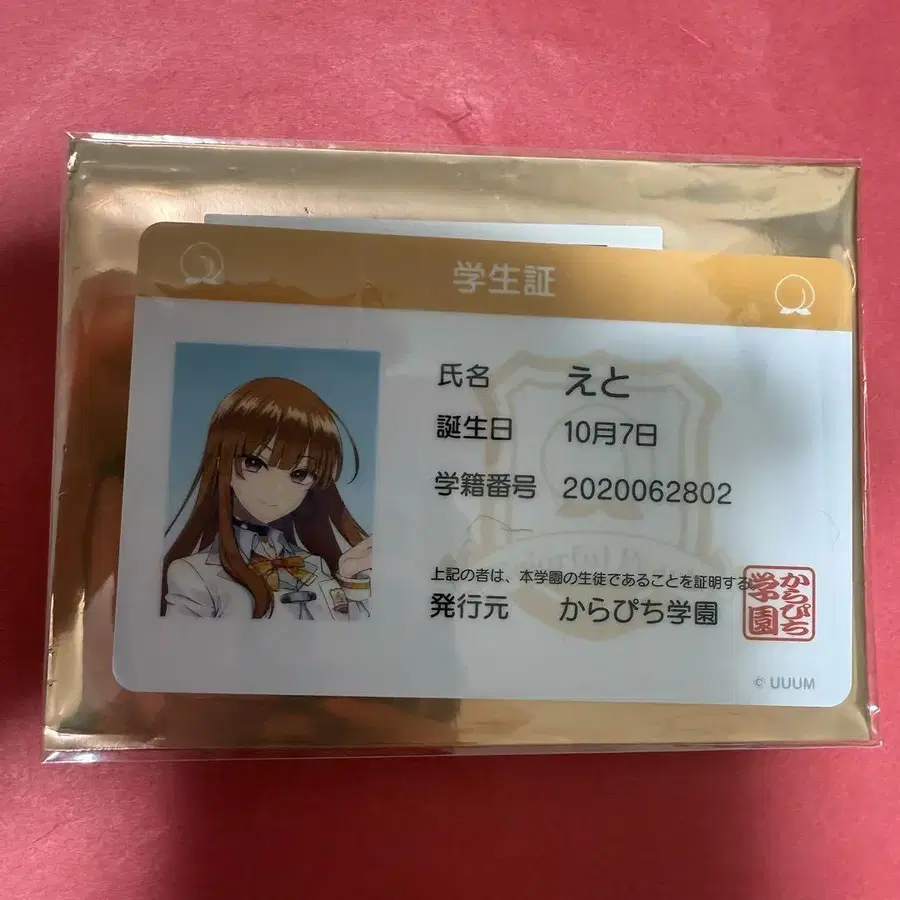 学生証
氏名 えと
誕生日 10月7日
学籍番号 2020062802
上記の者は、本学園の生徒であることを証明する
発行元 からぴち学園
からぴち
学園
© UUUM